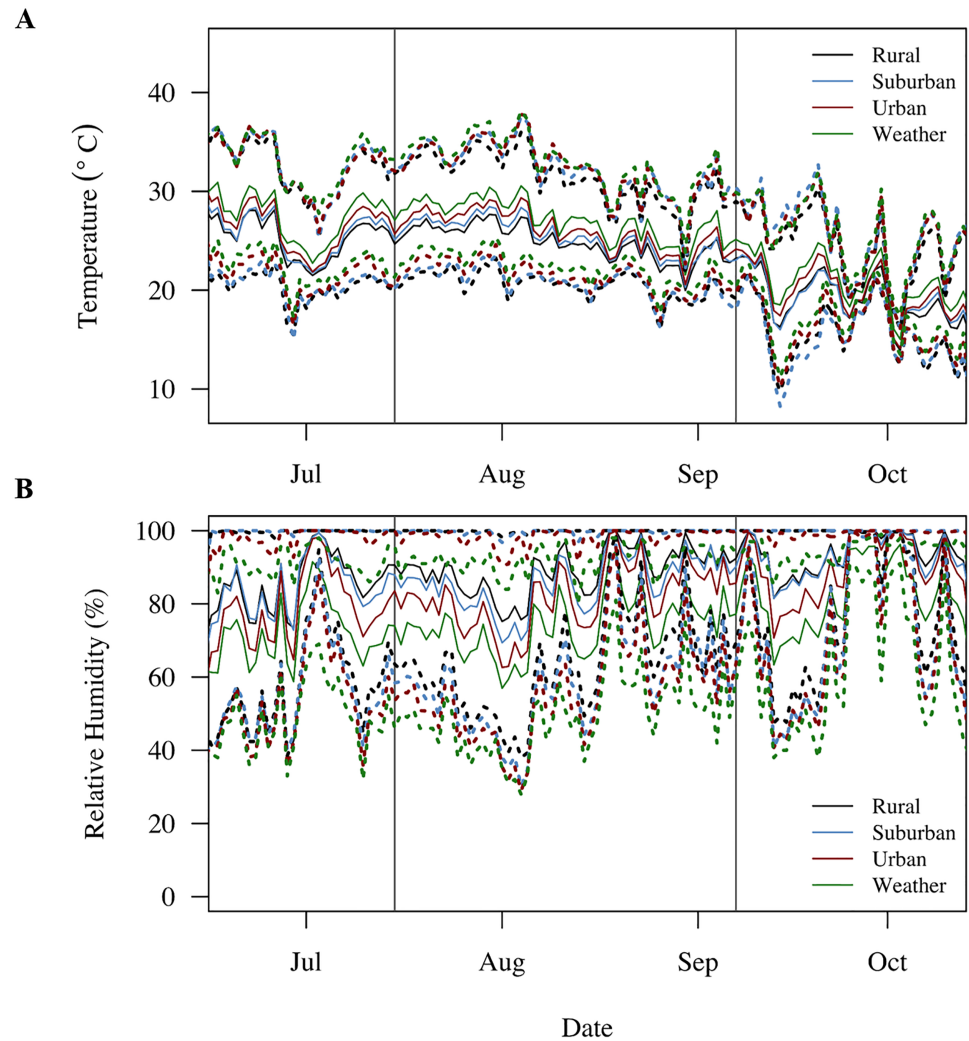 A
Temperature (° C)
40
30
20
10
Rural
Suburban
Urban
Weather
Jul
Aug
Sep
Oct
B
Relative Humidity (%)
100
80
60
40
20
0
Rural
Suburban
Urban
Weather
Jul
Aug
Sep
Oct
Date